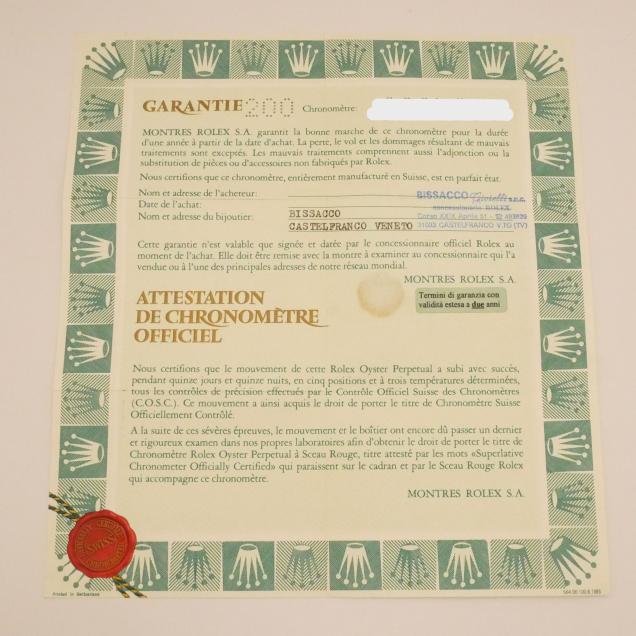 GARANTIE 200 Chronomètre:
MONTRES ROLEX S.A. garantit la bonne marche de ce chronomètre pour la durée
d'une année à partir de la date d'achat. La perte, le vol et les dommages résultant de mauvais
traitements sont exceptés. Les mauvais traitements comprennent aussi l'adjonction ou la
substitution de pièces ou d'accessoires non fabriqués par Rolex.
Nous certifions que ce chronomètre, entièrement manufacturé en Suisse, est en parfait état.
Nom et adresse de l'acheteur:
Date de l'achat:
Nom et adresse du bijoutier: BISSACCO
CASTELFRANCO VENETO
BISSACCO Gioielli s.n.c.
concessionaria ROLEX
Corso XXIX Aprile 51
31033 CASTELFRANCO V.TO (TV)
Cette garantie n'est valable que signée et datée par le concessionnaire officiel Rolex au
moment de l'achat. Elle doit être remise avec la montre à examiner au concessionnaire qui l'a
vendue ou à l'une des principales adresses de notre réseau mondial.
MONTRES ROLEX S.A.
Termini di garanzia con
validità estesa a due anni
ATTESTATION
DE CHRONOMÈTRE
OFFICIEL
Nous certifions que le mouvement de cette Rolex Oyster Perpetual a subi avec succès,
pendant quinze jours et quinze nuits, en cinq positions et à trois températures déterminées,
tous les contrôles de précision effectués par le Contrôle Officiel Suisse des Chronomètres
(C.O.S.C.). Ce mouvement a ainsi acquis le droit de porter le titre de Chronomètre Suisse
Officiellement Contrôlé.
A la suite de ces sévères épreuves, le mouvement et le boîtier ont encore dû passer un dernier
et rigoureux examen dans nos propres laboratoires afin d'obtenir le droit de porter le titre de
Chronomètre Rolex Oyster Perpetual à Sceau Rouge, titre attesté par les mots «Superlative
Chronometer Officially Certified» qui paraissent sur le cadran et par le Sceau Rouge Rolex
qui accompagne ce chronomètre.
MONTRES ROLEX S.A.
SWISS
Printed in Switzerland